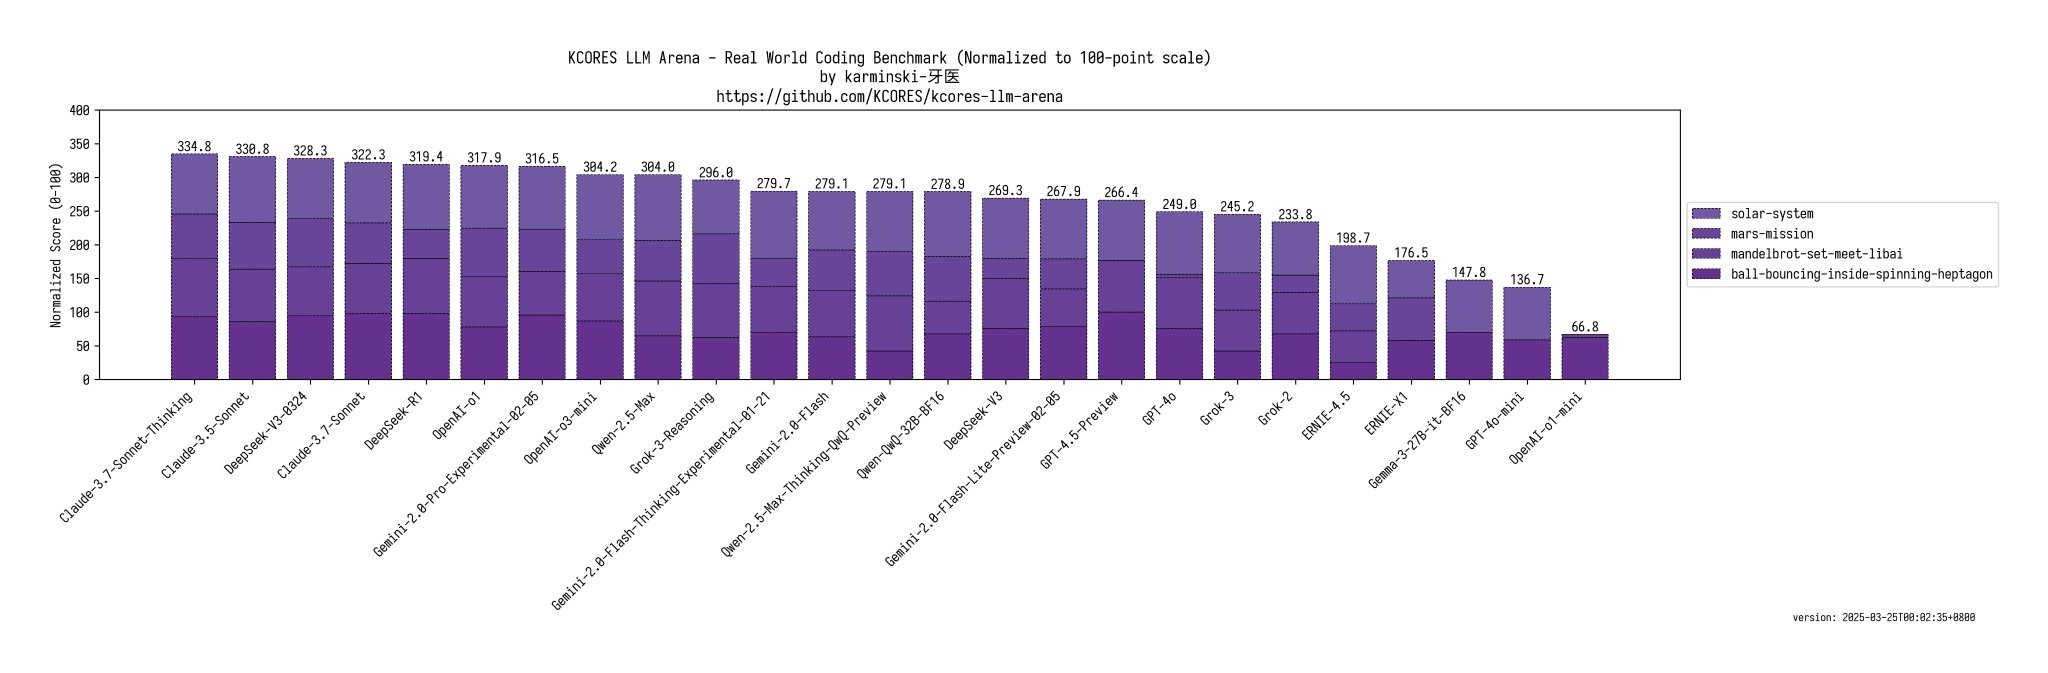 KCORES LLM Arena - Real World Coding Benchmark (Normalized to 100-point scale)
by karminski-牙医
https://github.com/KCORES/kcores-llm-arena
Normalized Score (0-100)
400
350
300
250
200
150
100
50
0
334.8
330.8
328.3
322.3
319.4
317.9
316.5
304.2
304.0
296.0
279.7
279.1
279.1
278.9
269.3
267.9
266.4
249.0
245.2
233.8
198.7
176.5
147.8
136.7
66.8
Claude-3.7-Sonnet-Thinking
Claude-3.5-Sonnet
DeepSeek-V3-0324
Claude-3.7-Sonnet
DeepSeek-R1
OpenAI-o1
Gemini-2.0-Pro-Experimental-02-05
OpenAI-o3-mini
Qwen-2.5-Max
Grok-3-Reasoning
Gemini-2.0-Flash-Thinking-Experimental-01-21
Gemini-2.0-Flash
Qwen-2.5-Max-Thinking-QwQ-Preview
Qwen-QwQ-32B-BF16
DeepSeek-V3
Gemini-2.0-Flash-Lite-Preview-02-05
GPT-4.5-Preview
GPT-4o
Grok-3
Grok-2
ERNIE-4.5
ERNIE-X1
Gemma-3-27B-it-BF16
GPT-4o-mini
OpenAI-o1-mini
solar-system
mars-mission
mandelbrot-set-meet-libai
ball-bouncing-inside-spinning-heptagon
version: 2025-03-25T00:02:35+0800